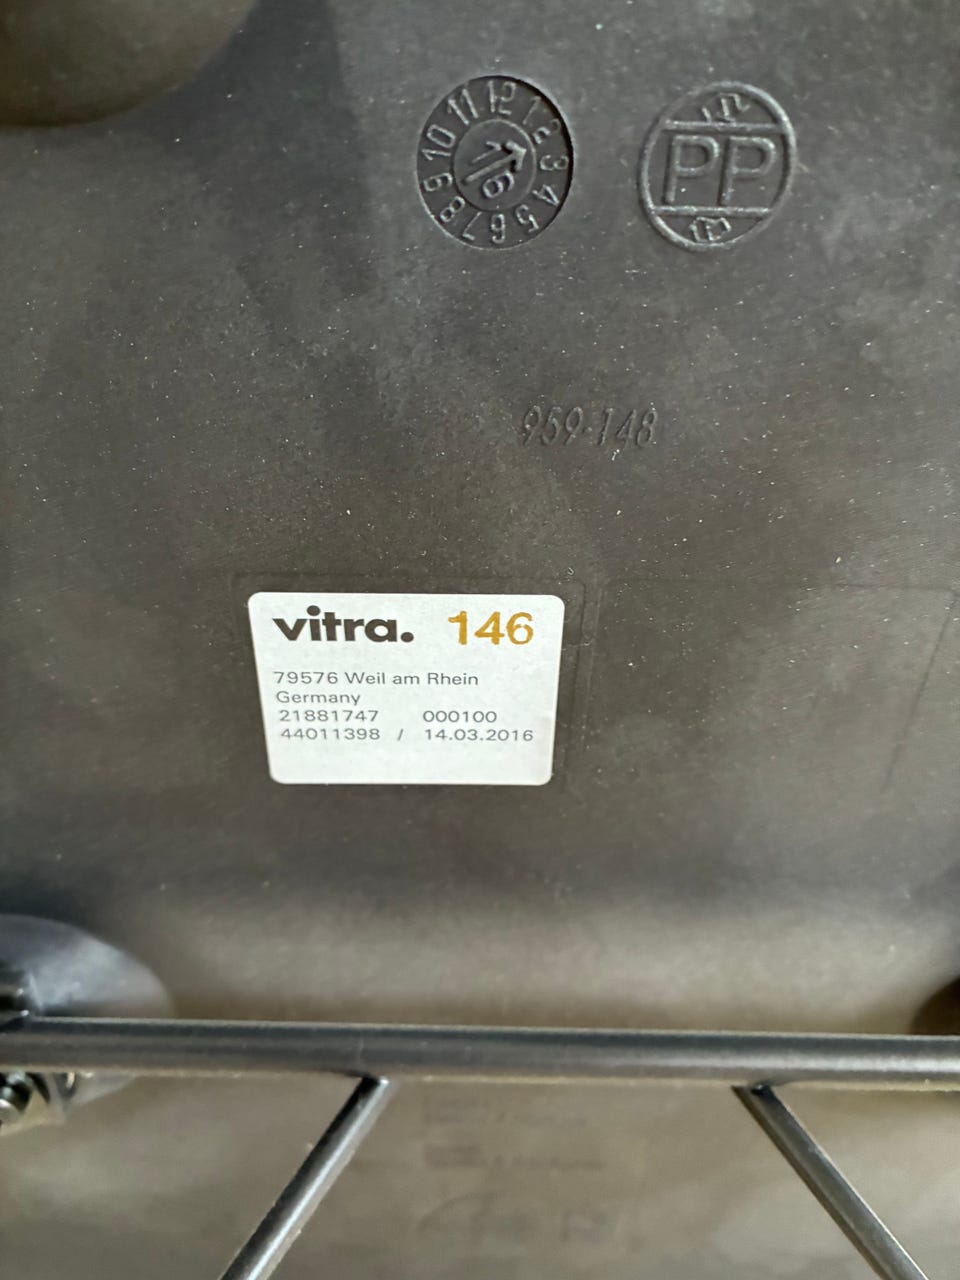 10 11 12 1 2 3 4 5 6 7 8 9
16
PP
959-148
vitra. 146
79576 Weil am Rhein
Germany
21881747 000100
44011398 / 14.03.2016